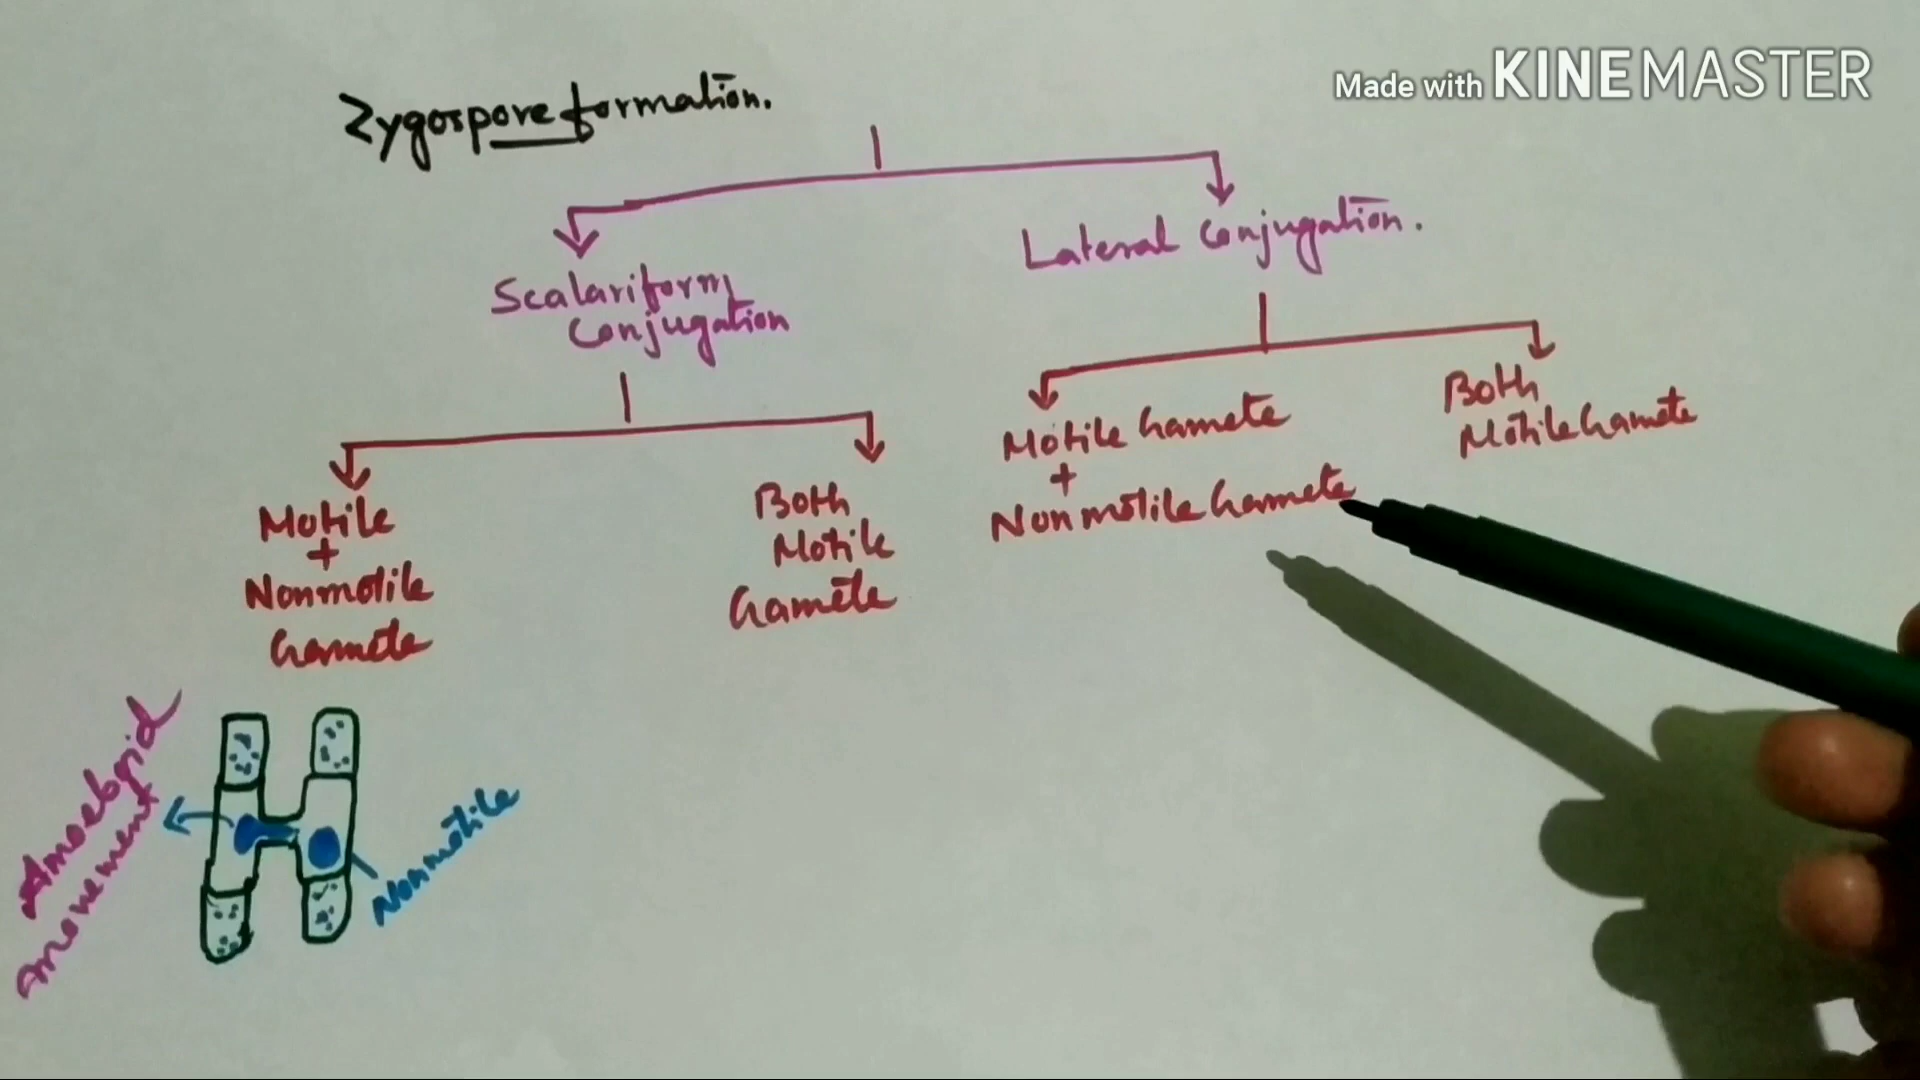 Made with KINEMASTER
Zygospore formation.
Scalariform
Conjugation
Lateral Conjugation.
Motile
+
Nonmotile
Gamete
Both
Motile
Gamete
Motile Gamete
+
Nonmotile Gamete
Both
Motile Gamete
Amoeboid
movement
Nonmotile